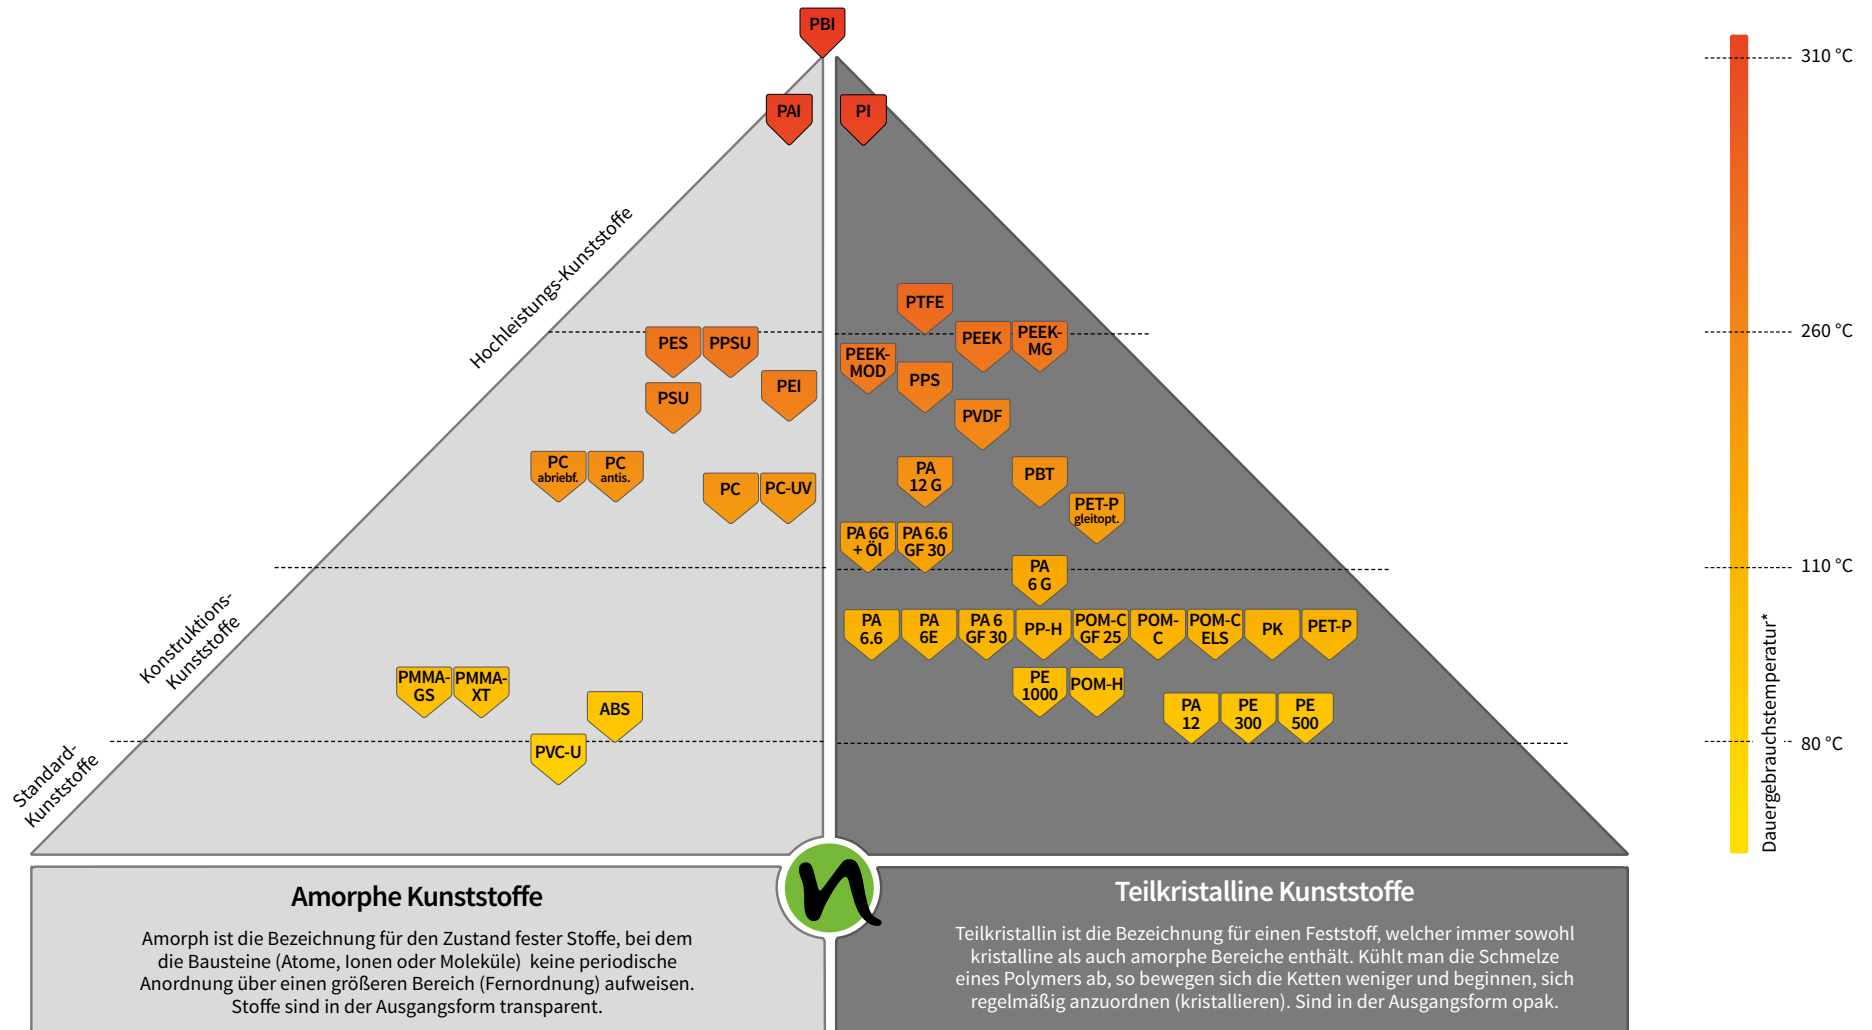 PBI
310 °C
PAI
PI
Hochleistungs-Kunststoffe
PTFE
260 °C
PES
PPSU
PEEK
PEEK-
MG
PEEK-
MOD
PEI
PPS
PSU
PVDF
PC
abriebf.
PC
antis.
PC
PC-UV
PA
12 G
PBT
PET-P
gleitopt.
PA 6G
+ Öl
PA 6.6
GF 30
110 °C
PA
6 G
Konstruktions-
Kunststoffe
PA
6.6
PA
6E
PA 6
GF 30
PP-H
POM-C
GF 25
POM-
C
POM-C
ELS
PK
PET-P
PMMA-
GS
PMMA-
XT
ABS
PE
1000
POM-H
PA
12
PE
300
PE
500
80 °C
PVC-U
Standard-
Kunststoffe
Dauergebrauchstemperatur*
n
Amorphe Kunststoffe
Amorph ist die Bezeichnung für den Zustand fester Stoffe, bei dem
die Bausteine (Atome, Ionen oder Moleküle) keine periodische
Anordnung über einen größeren Bereich (Fernordnung) aufweisen.
Stoffe sind in der Ausgangsform transparent.
Teilkristalline Kunststoffe
Teilkristallin ist die Bezeichnung für einen Feststoff, welcher immer sowohl
kristalline als auch amorphe Bereiche enthält. Kühlt man die Schmelze
eines Polymers ab, so bewegen sich die Ketten weniger und beginnen, sich
regelmäßig anzuordnen (kristallieren). Sind in der Ausgangsform opak.